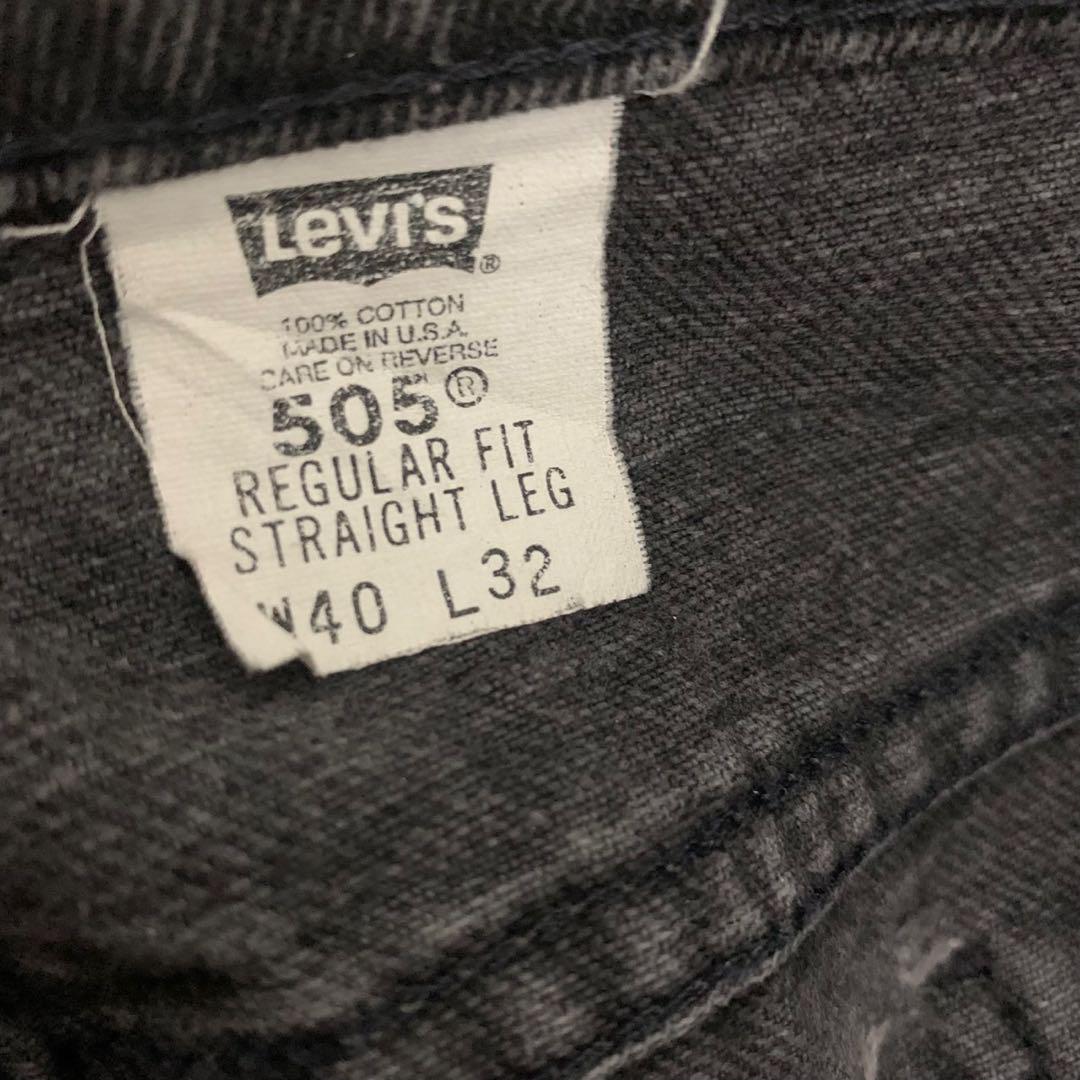 Levi's®
100% COTTON
MADE IN U.S.A.
CARE ON REVERSE
505®
REGULAR FIT
STRAIGHT LEG
W40 L32